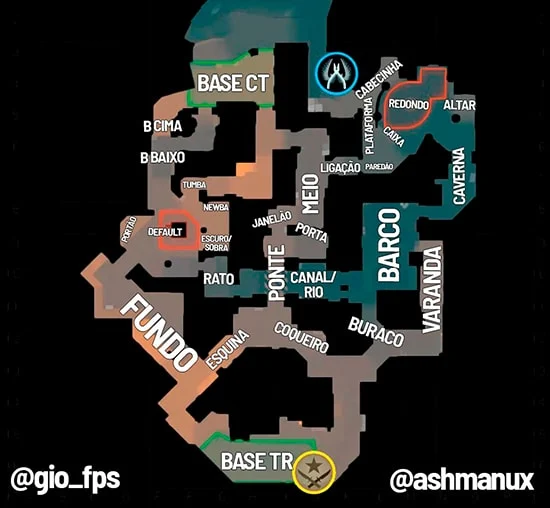 BASE CT
CABECINHA
REDONDO
ALTAR
PLATAFORMA
CAIXA
B CIMA
B BAIXO
LIGAÇÃO
PAREDÃO
CAVERNA
TUMBA
MEIO
NEWBA
JANELÃO
PORTA
PORTAO
DEFAULT
ESCURO/
SOBRA
BARCO
VARANDA
RATO
PONTE
CANAL/
RIO
FUNDO
ESQUINA
COQUEIRO
BURACO
BASE TR
@gio_fps
@ashmanux